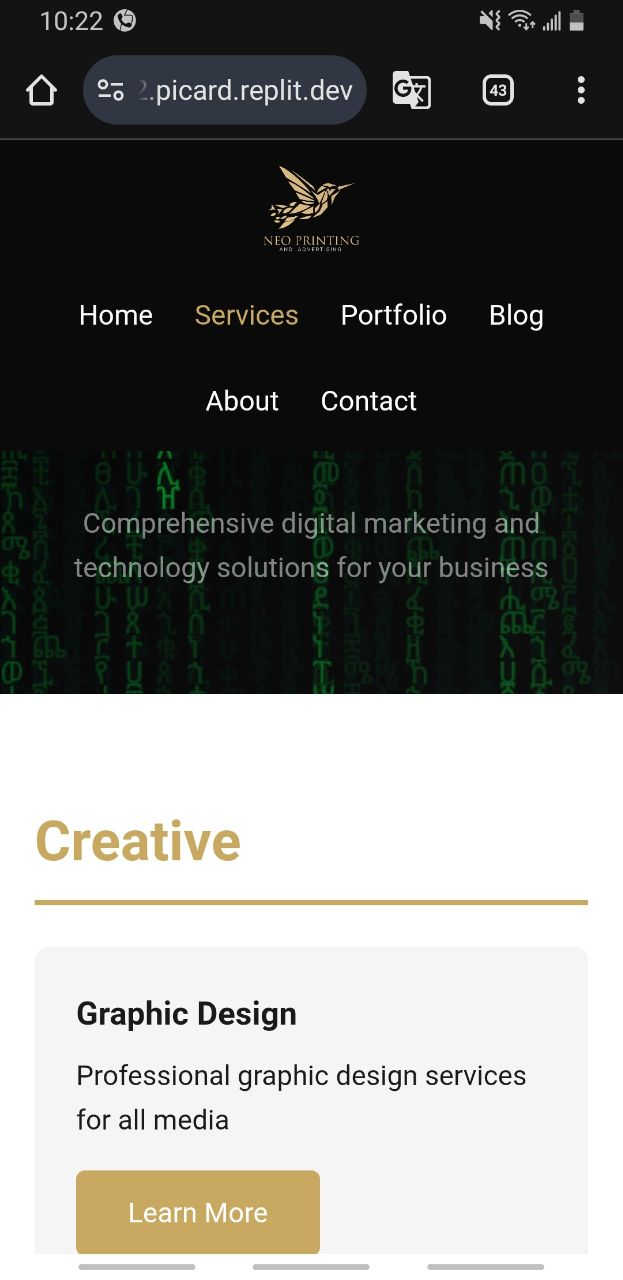 10:22
43
2.picard.replit.dev
NEO PRINTING
AND ADVERTISING
Home Services Portfolio Blog
About Contact
Comprehensive digital marketing and
technology solutions for your business
Creative
Graphic Design
Professional graphic design services
for all media
Learn More